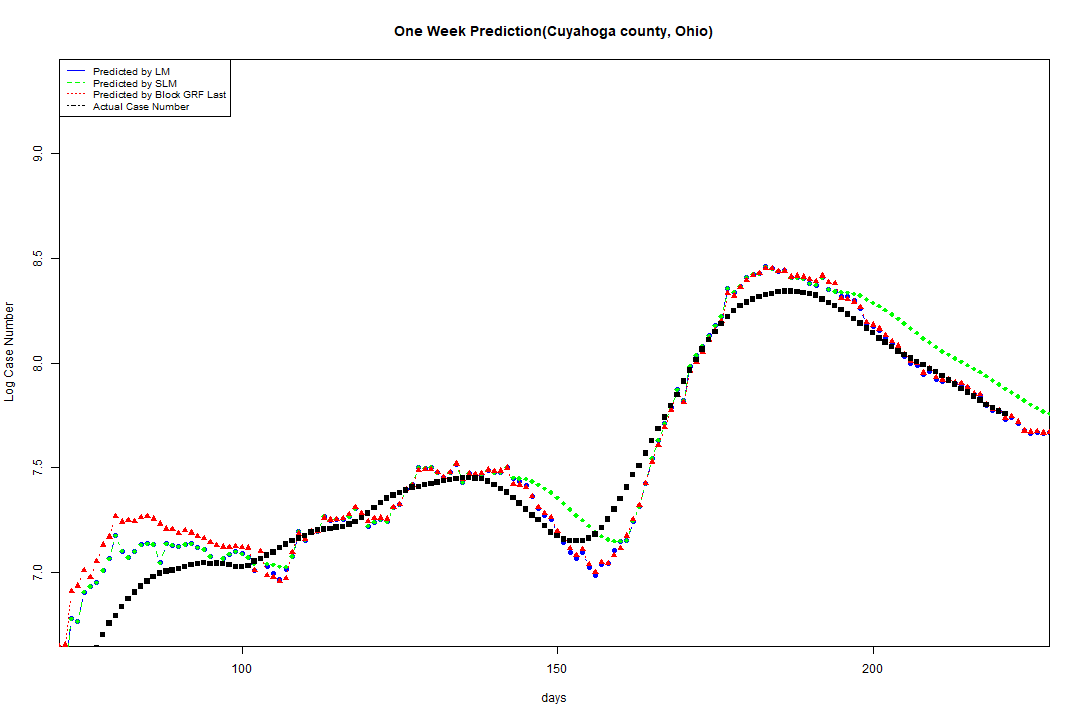 One Week Prediction(Cuyahoga county, Ohio)
Predicted by LM
Predicted by SLM
Predicted by Block GRF Last
Actual Case Number
9.0
8.5
8.0
7.5
7.0
Log Case Number
100
150
200
days